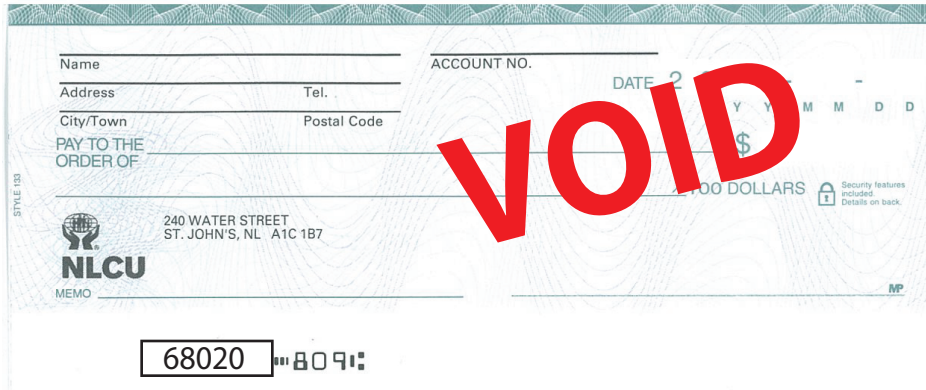 Name
ACCOUNT NO.
DATE 2
Address Tel.
Y Y M M D D
City/Town Postal Code
PAY TO THE
ORDER OF
$
VOID
/100 DOLLARS
Security features
included.
Details on back.
STYLE 133
240 WATER STREET
ST. JOHN'S, NL A1C 1B7
NLCU
MEMO
MP
68020 ⑈809⑆